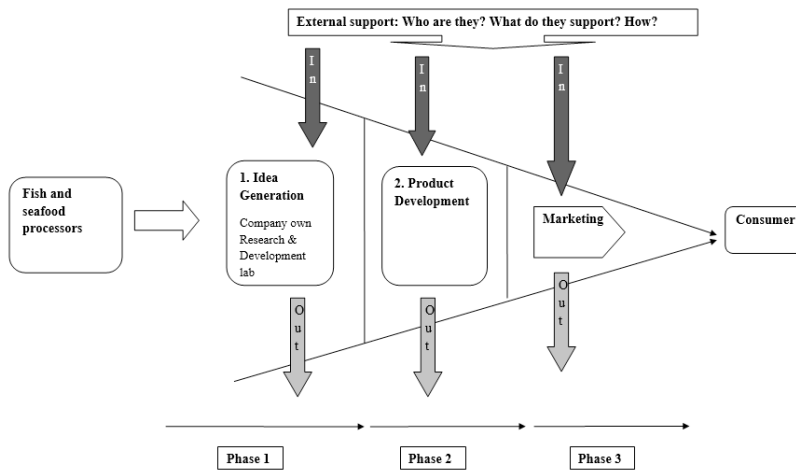 External support: Who are they? What do they support? How?
I
n
I
n
I
n
Fish and
seafood
processors
1. Idea
Generation
Company own
Research &
Development
lab
2. Product
Development
Marketing
Consumer
O
u
t
O
u
t
O
u
t
Phase 1
Phase 2
Phase 3